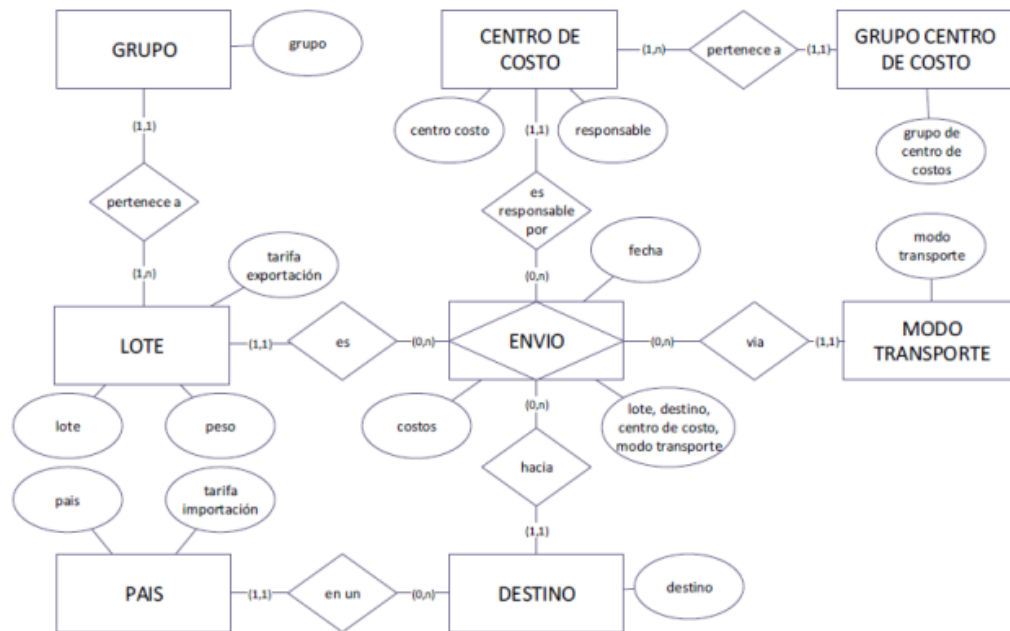 GRUPO
grupo
CENTRO DE
COSTO
(1,n)
pertenece a
(1,1)
GRUPO CENTRO
DE COSTO
centro costo
responsable
grupo de
centro de
costos
(1,1)
(1,1)
pertenece a
es
responsable
por
(1,n)
(0,n)
tarifa
exportación
fecha
modo
transporte
LOTE
(1,1)
es
(0,n)
ENVIO
(0,n)
via
(1,1)
MODO
TRANSPORTE
lote
peso
costos
(0,n)
lote, destino,
centro de costo,
modo transporte
hacia
pais
tarifa
importación
(1,1)
PAIS
(1,1)
en un
(0,n)
DESTINO
destino